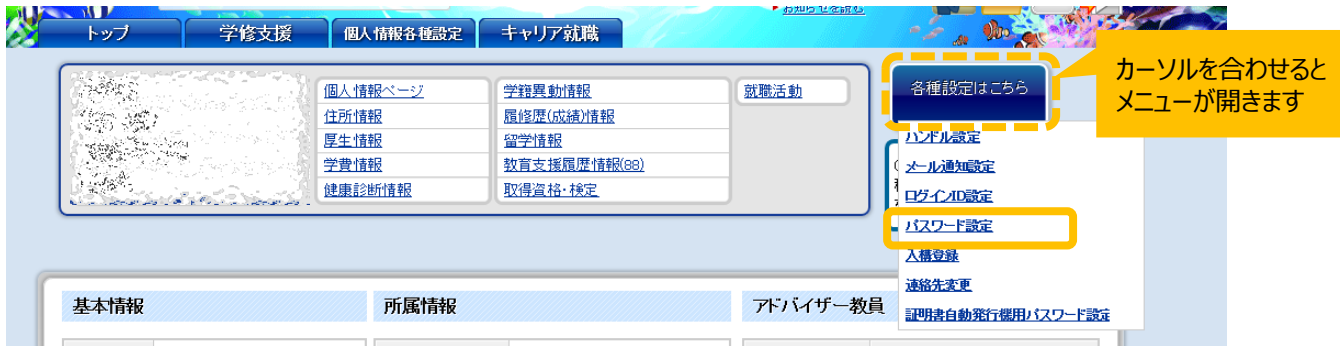 お知らせを読む
トップ
学修支援
個人情報各種設定
キャリア就職
個人情報ページ
住所情報
厚生情報
学費情報
健康診断情報
学籍異動情報
履修歴(成績)情報
留学情報
教育支援履歴情報(88)
取得資格・検定
就職活動
各種設定はこちら
カーソルを合わせると
メニューが開きます
ハンドル設定
メール通知設定
ログインID設定
パスワード設定
入構登録
連絡先変更
証明書自動発行機用パスワード設定
基本情報
所属情報
アドバイザー教員